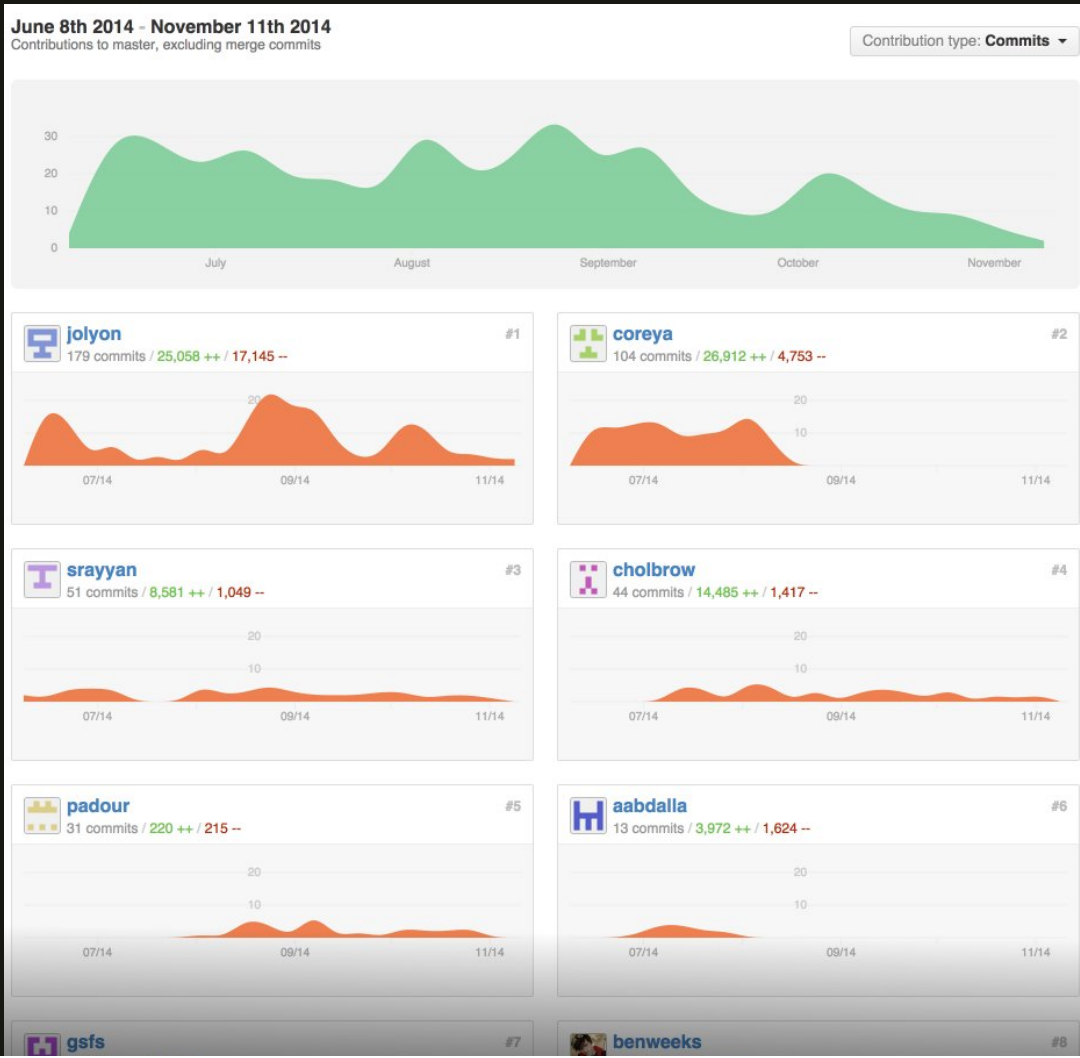 June 8th 2014 - November 11th 2014
Contributions to master, excluding merge commits
Contribution type: Commits
30
20
10
0
July August September October November
jolyon #1
179 commits / 25,058 ++ / 17,145 --
20
07/14 09/14 11/14
coreya #2
104 commits / 26,912 ++ / 4,753 --
20
10
07/14 09/14 11/14
srayyan #3
51 commits / 8,581 ++ / 1,049 --
20
10
07/14 09/14 11/14
cholbrow #4
44 commits / 14,485 ++ / 1,417 --
20
10
07/14 09/14 11/14
padour #5
31 commits / 220 ++ / 215 --
20
10
07/14 09/14 11/14
aabdalla #6
13 commits / 3,972 ++ / 1,624 --
20
10
07/14 09/14 11/14
gsfs #7
benweeks #8